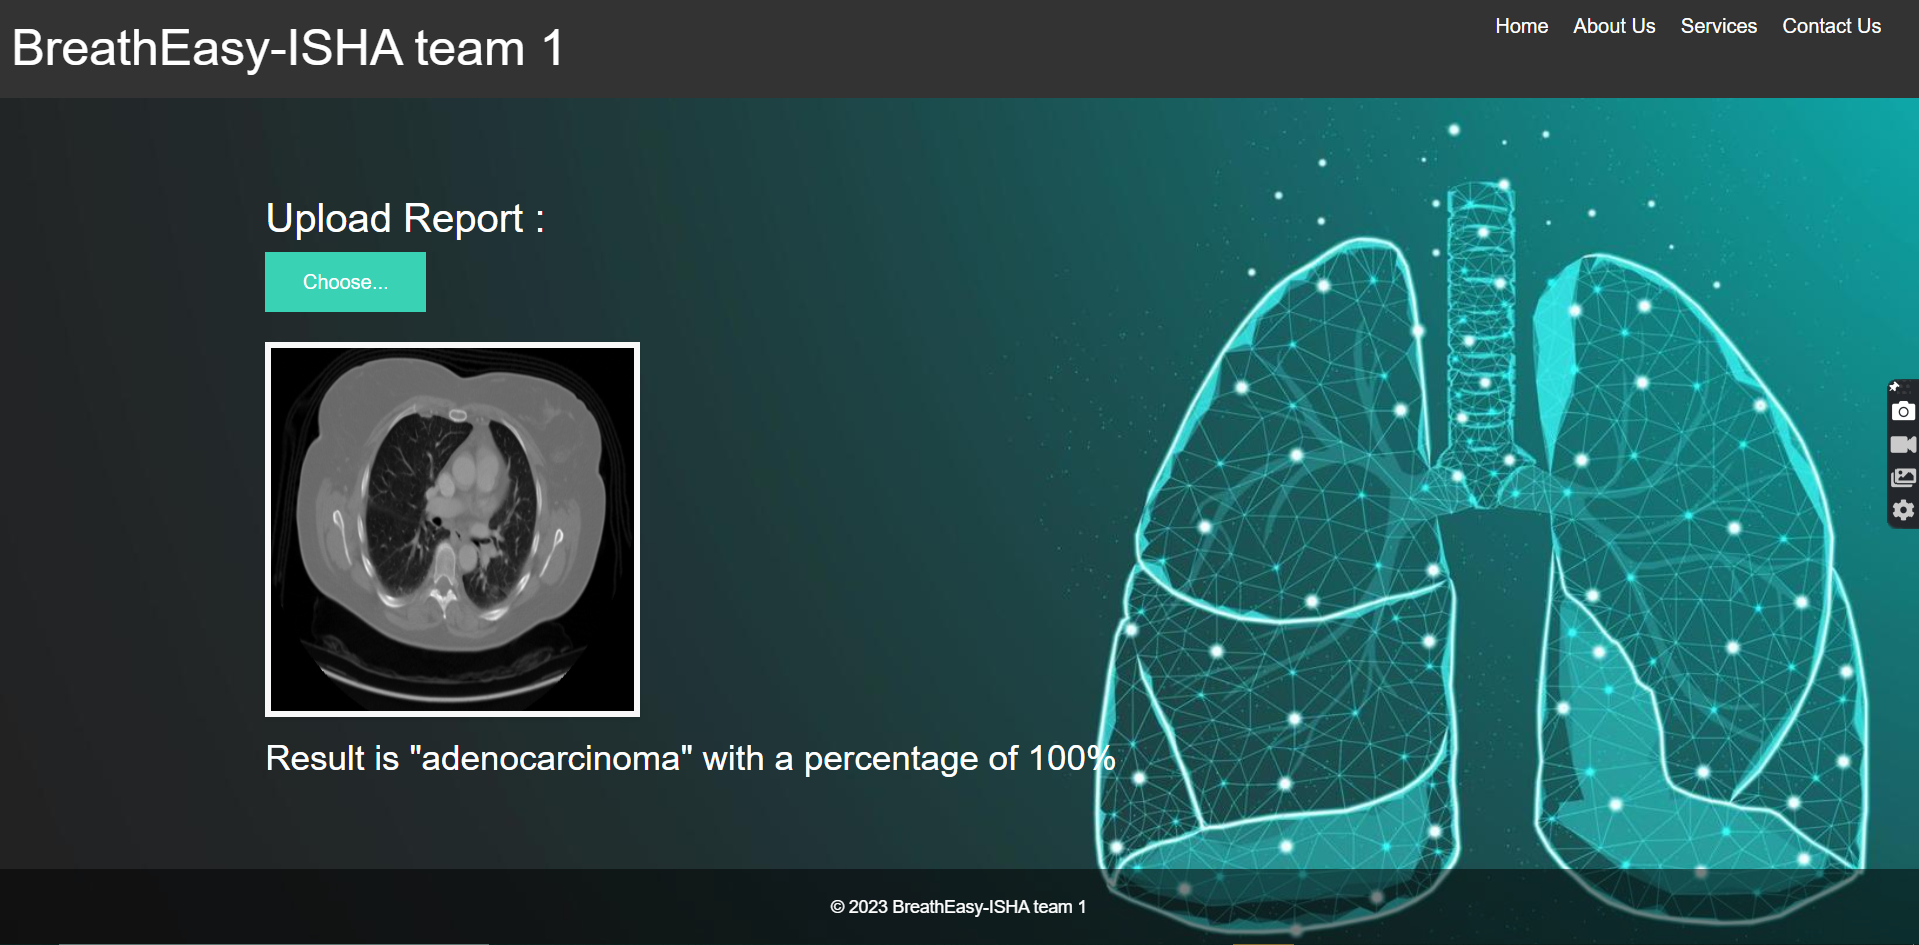 BreathEasy-ISHA team 1
Home About Us Services Contact Us
Upload Report :
Choose...
Result is "adenocarcinoma" with a percentage of 100%
© 2023 BreathEasy-ISHA team 1